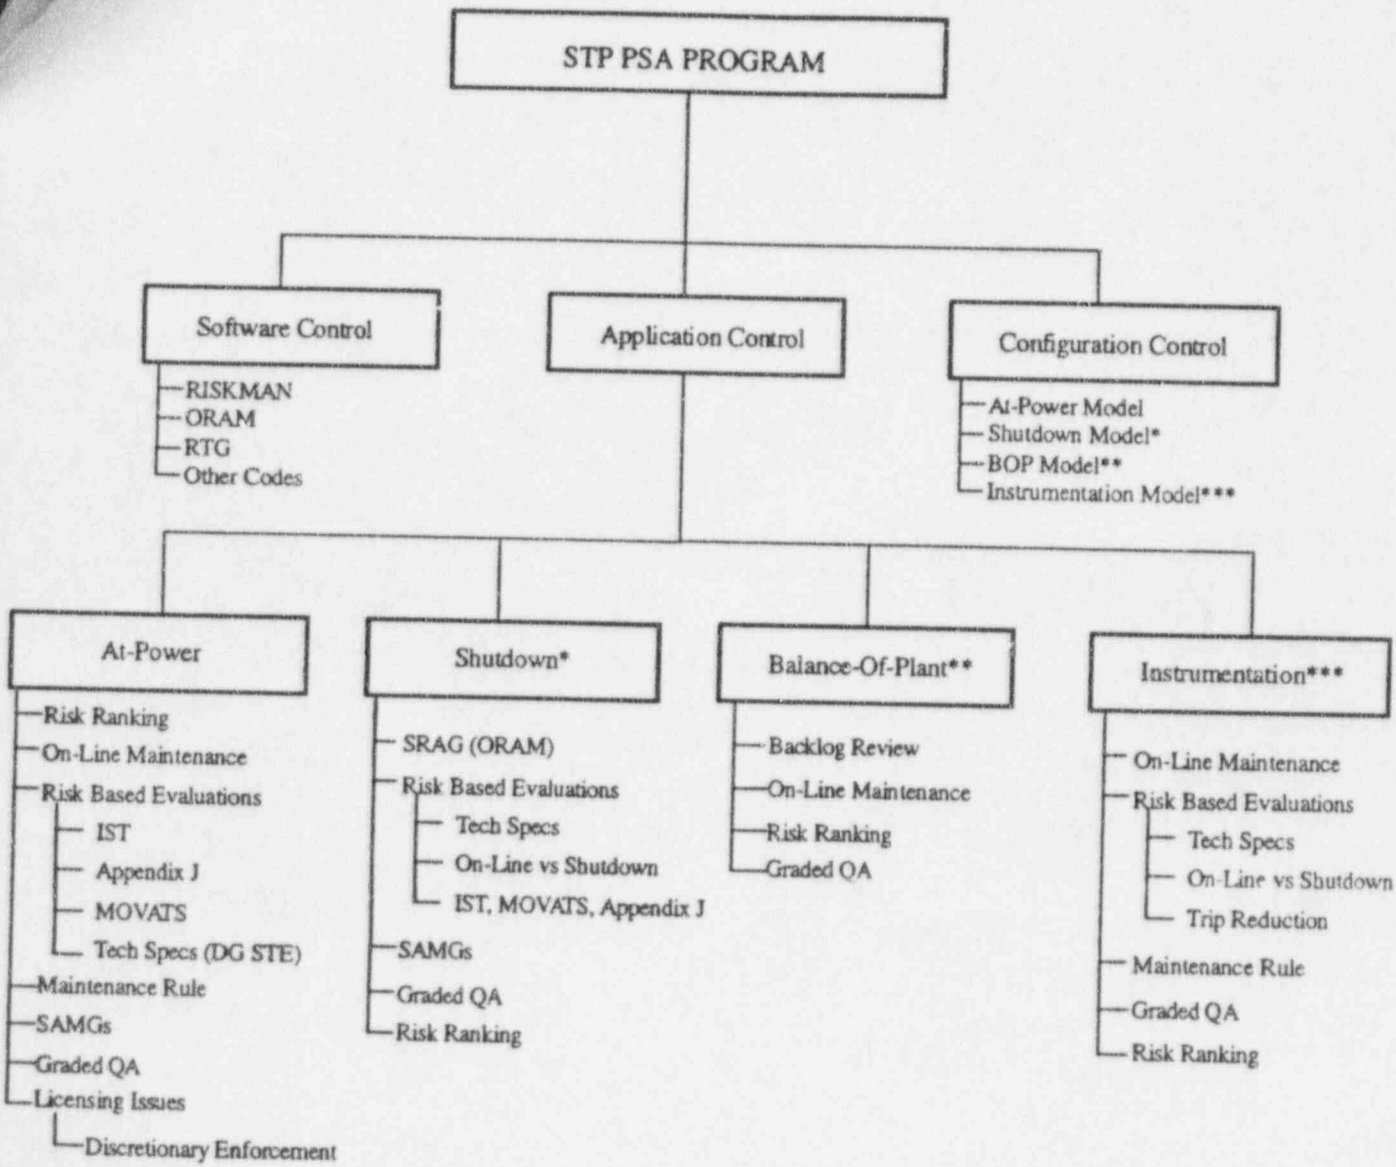 STP PSA PROGRAM
Software Control
RISKMAN
ORAM
RTG
Other Codes
Application Control
Configuration Control
At-Power Model
Shutdown Model*
BOP Model**
Instrumentation Model***
At-Power
Risk Ranking
On-Line Maintenance
Risk Based Evaluations
IST
Appendix J
MOVATS
Tech Specs (DG STE)
Maintenance Rule
SAMGs
Graded QA
Licensing Issues
Discretionary Enforcement
Shutdown*
SRAG (ORAM)
Risk Based Evaluations
Tech Specs
On-Line vs Shutdown
IST, MOVATS, Appendix J
SAMGs
Graded QA
Risk Ranking
Balance-Of-Plant**
Backlog Review
On-Line Maintenance
Risk Ranking
Graded QA
Instrumentation***
On-Line Maintenance
Risk Based Evaluations
Tech Specs
On-Line vs Shutdown
Trip Reduction
Maintenance Rule
Graded QA
Risk Ranking